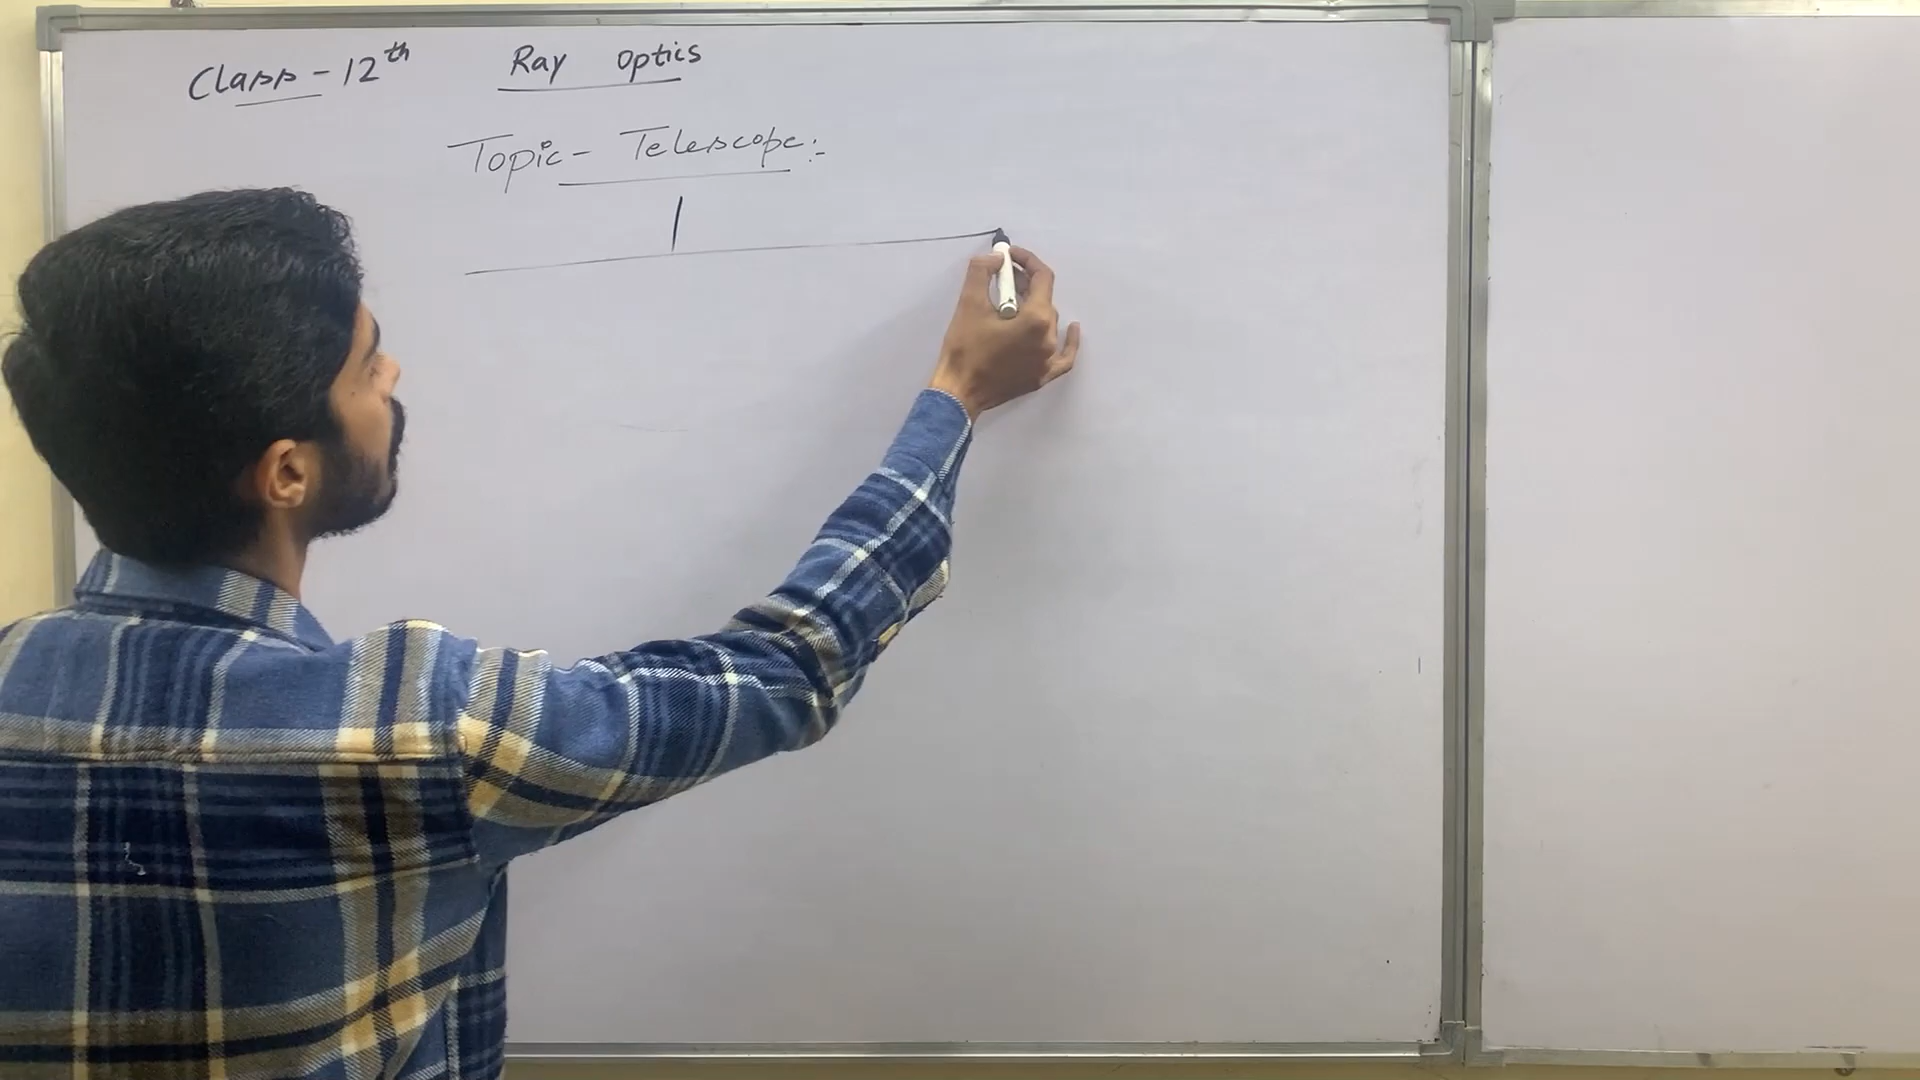 Class - 12th Ray Optics
Topic - Telescope :-